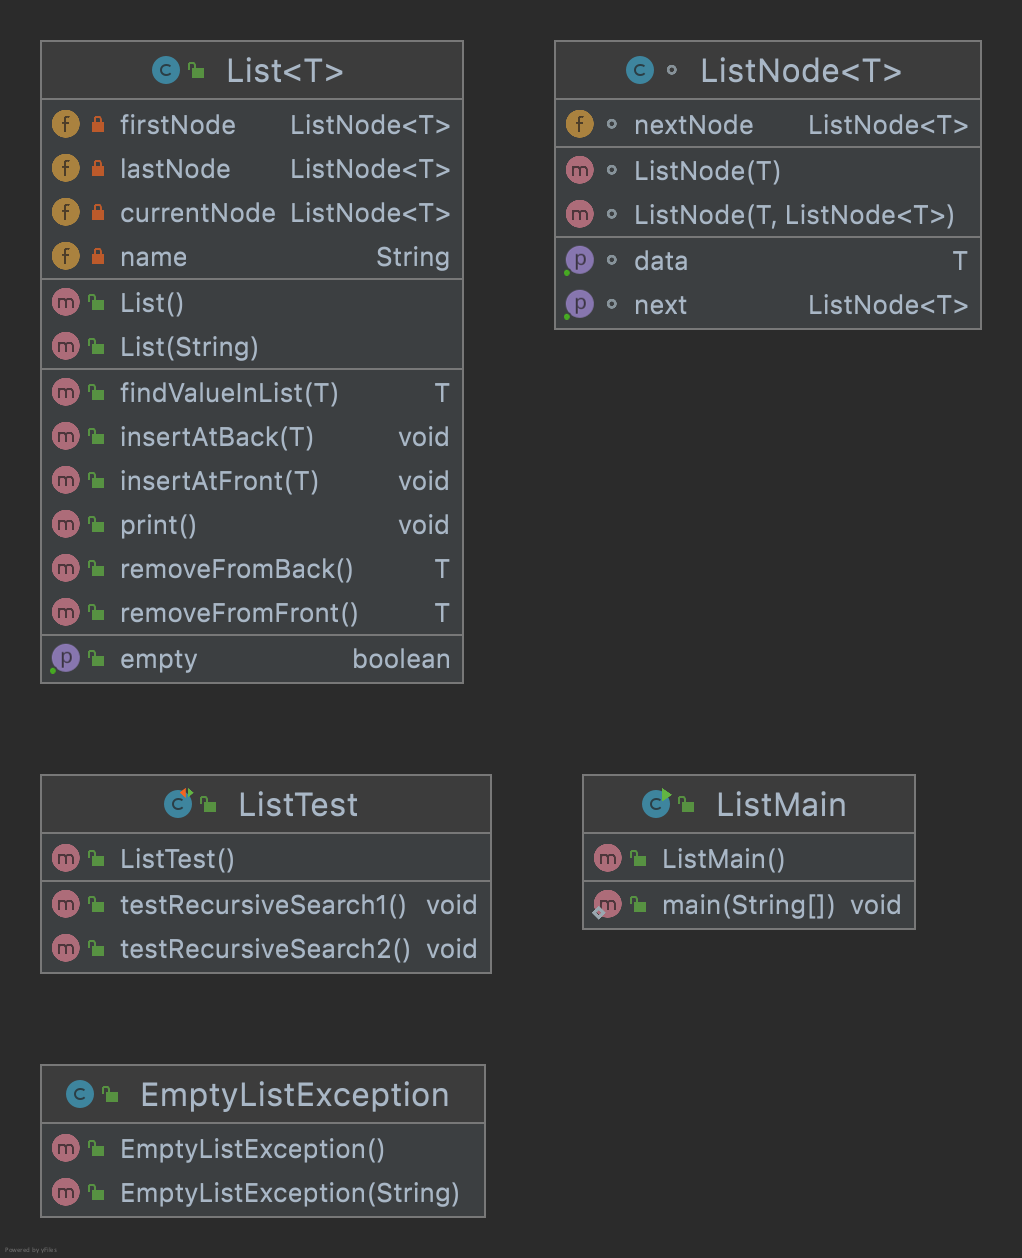 List<T>
firstNode ListNode<T>
lastNode ListNode<T>
currentNode ListNode<T>
name String
List()
List(String)
findValueInList(T) T
insertAtBack(T) void
insertAtFront(T) void
print() void
removeFromBack() T
removeFromFront() T
empty boolean
ListNode<T>
nextNode ListNode<T>
ListNode(T)
ListNode(T, ListNode<T>)
data T
next ListNode<T>
ListTest
ListTest()
testRecursiveSearch1() void
testRecursiveSearch2() void
ListMain
ListMain()
main(String[]) void
EmptyListException
EmptyListException()
EmptyListException(String)
Powered by yFiles